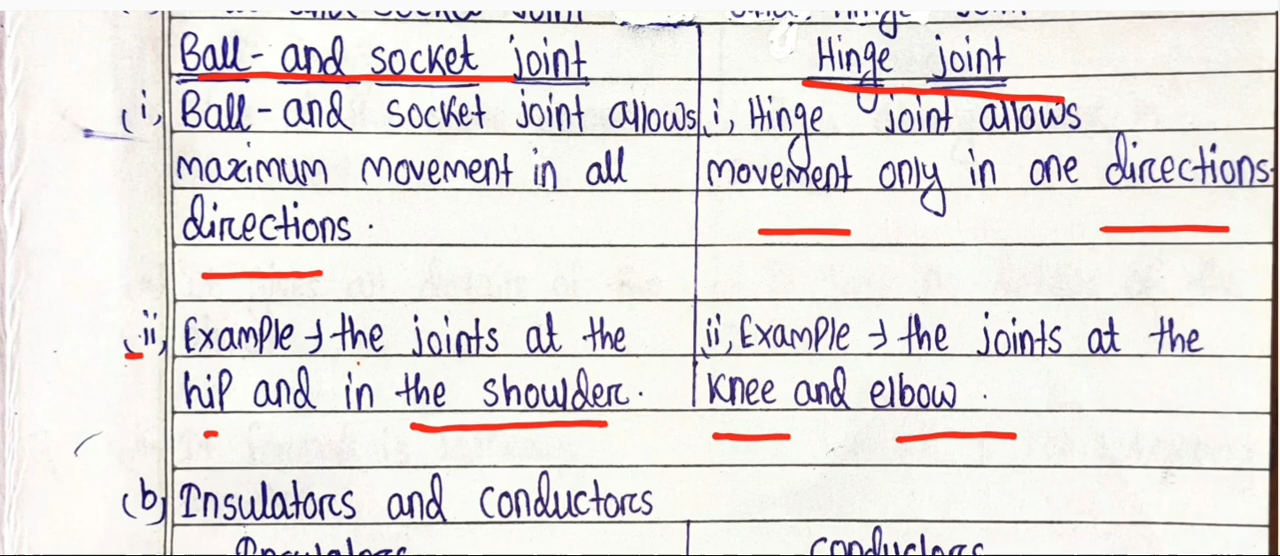 Ball-and socket joint
Hinge joint
(i, Ball-and socket joint allows
maximum movement in all
directions.
i, Hinge joint allows
movement only in one directions.
(ii, Example → the joints at the
hip and in the shoulder.
ii, Example → the joints at the
knee and elbow.
(b) Insulators and conductors
Insulators
conductors